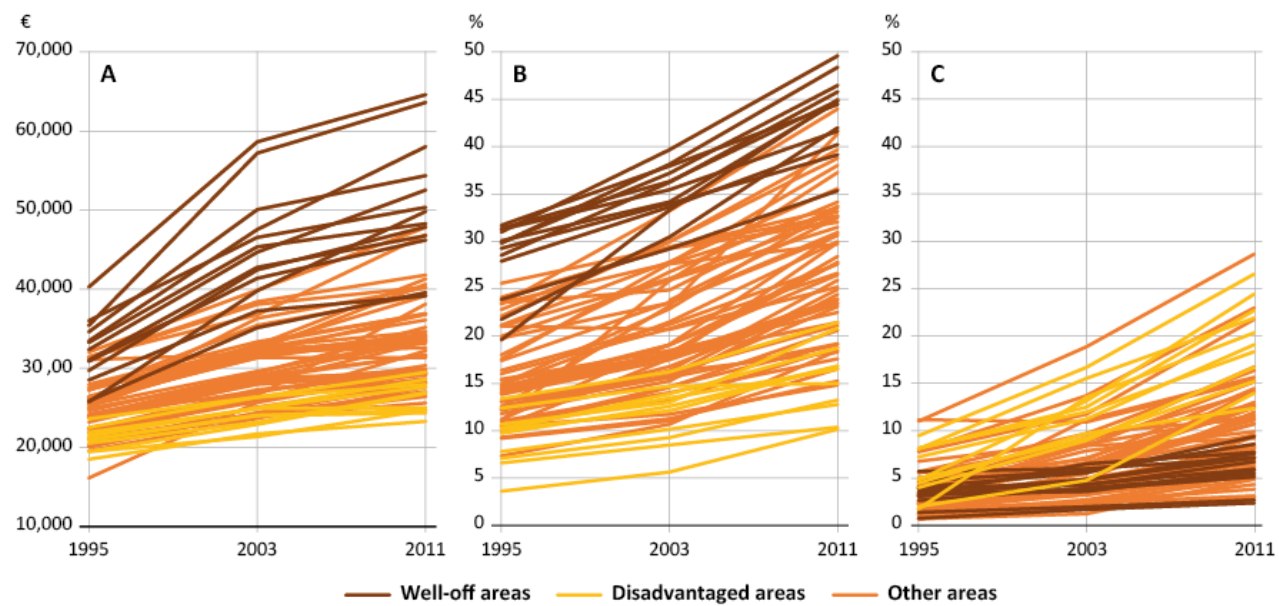 € % %
70,000 50 50
A B C
45 45
60,000 40 40
35 35
50,000 30 30
40,000 25 25
20 20
30 ,00 15 15
20,000 10 10
5 5
10,000 0 0
1995 2003 2011 1995 2003 2011 1995 2003 2011
Well-off areas Disadvantaged areas Other areas